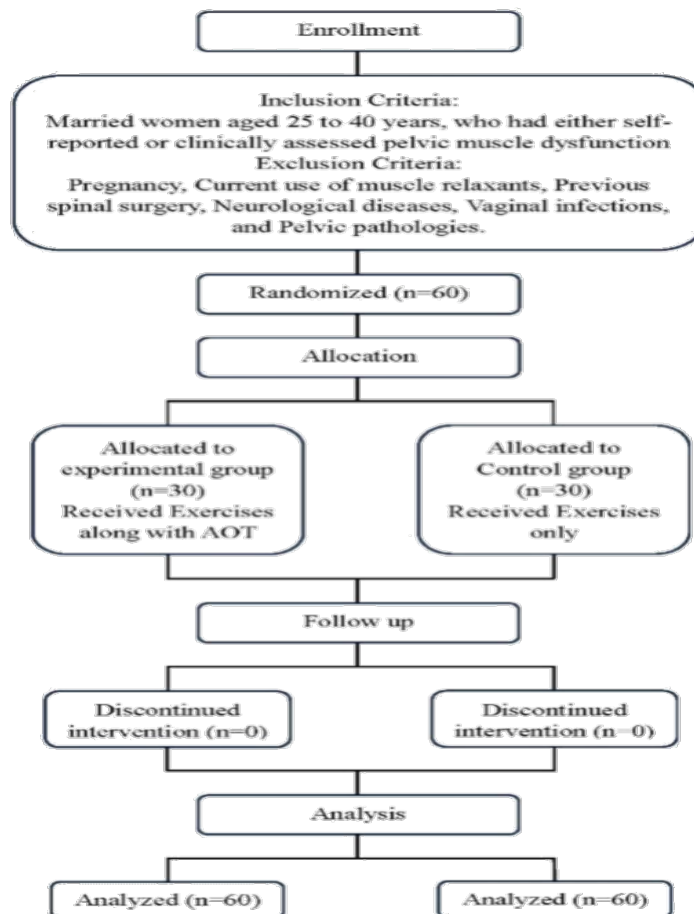 Enrollment
Inclusion Criteria:
Married women aged 25 to 40 years, who had either self-
reported or clinically assessed pelvic muscle dysfunction
Exclusion Criteria:
Pregnancy, Current use of muscle relaxants, Previous
spinal surgery, Neurological diseases, Vaginal infections,
and Pelvic pathologies.
Randomized (n=60)
Allocation
Allocated to
experimental group
(n=30)
Received Exercises
along with AOT
Allocated to
Control group
(n=30)
Received Exercises
only
Follow up
Discontinued
intervention (n=0)
Discontinued
intervention (n=0)
Analysis
Analyzed (n=60)
Analyzed (n=60)